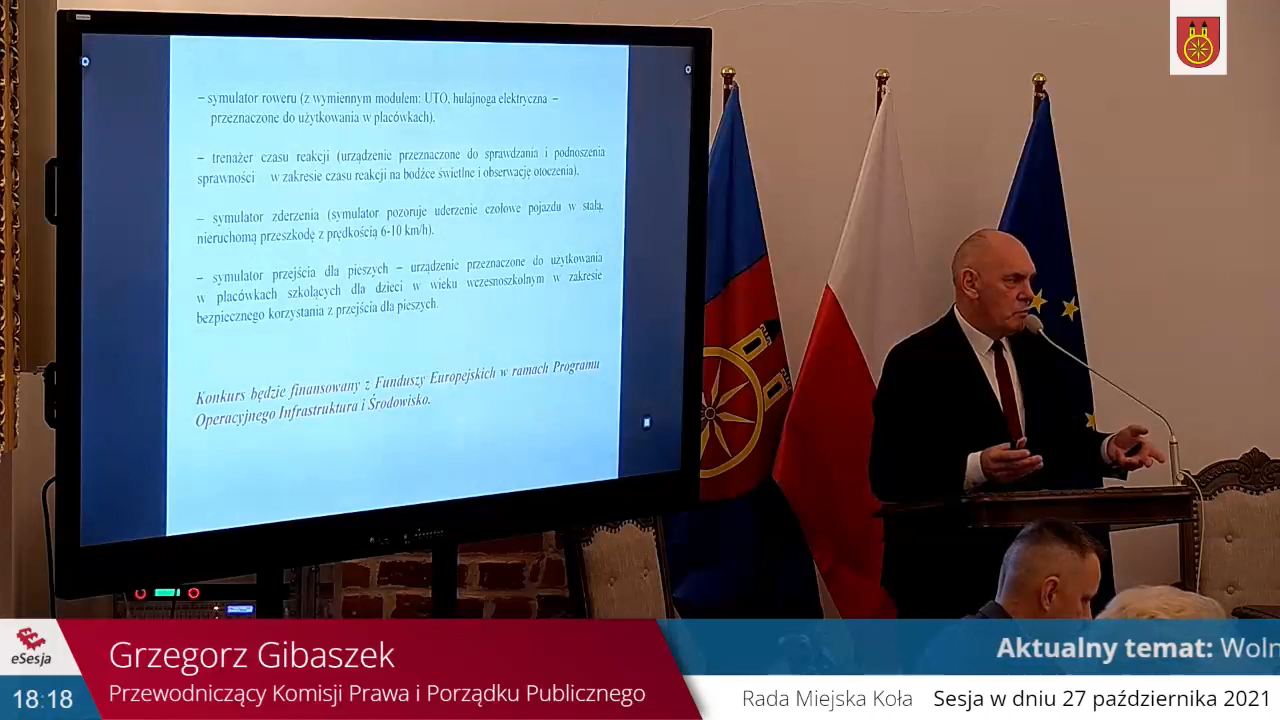 – symulator roweru (z wymiennym modułem: UTO, hulajnoga elektryczna –
przeznaczone do użytkowania w placówkach).
– trenażer czasu reakcji (urządzenie przeznaczone do sprawdzania i podnoszenia
sprawności w zakresie czasu reakcji na bodźce świetlne i obserwację otoczenia).
– symulator zderzenia (symulator pozoruje uderzenie czołowe pojazdu w stałą,
nieruchomą przeszkodę z prędkością 6-10 km/h).
– symulator przejścia dla pieszych – urządzenie przeznaczone do użytkowania
w placówkach szkolących dla dzieci w wieku wczesnoszkolnym w zakresie
bezpiecznego korzystania z przejścia dla pieszych.
Konkurs będzie finansowany z Funduszy Europejskich w ramach Programu
Operacyjnego Infrastruktura i Środowisko.
eSesja
Grzegorz Gibaszek
Przewodniczący Komisji Prawa i Porządku Publicznego
Aktualny temat: Woln
18:18
Rada Miejska Koła Sesja w dniu 27 października 2021